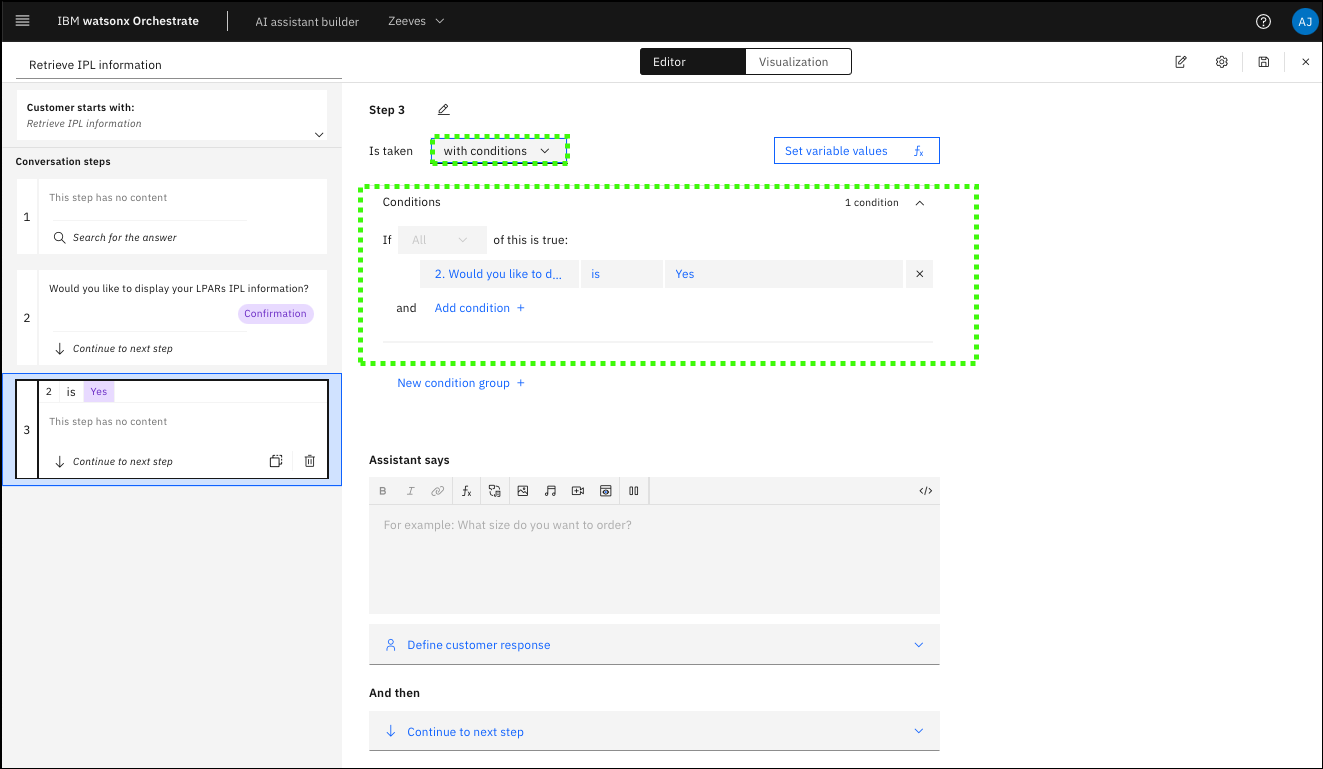 IBM watsonx Orchestrate
AI assistant builder
Zeeves
AJ
Retrieve IPL information
Editor
Visualization
Customer starts with:
Retrieve IPL information
Conversation steps
1
This step has no content
Search for the answer
2
Would you like to display your LPARs IPL information?
Confirmation
Continue to next step
3
2 is Yes
This step has no content
Continue to next step
Step 3
Is taken with conditions
Set variable values fx
Conditions
1 condition
If All of this is true:
2. Would you like to d... is Yes
and Add condition +
New condition group +
Assistant says
B I fx </>
For example: What size do you want to order?
Define customer response
And then
Continue to next step